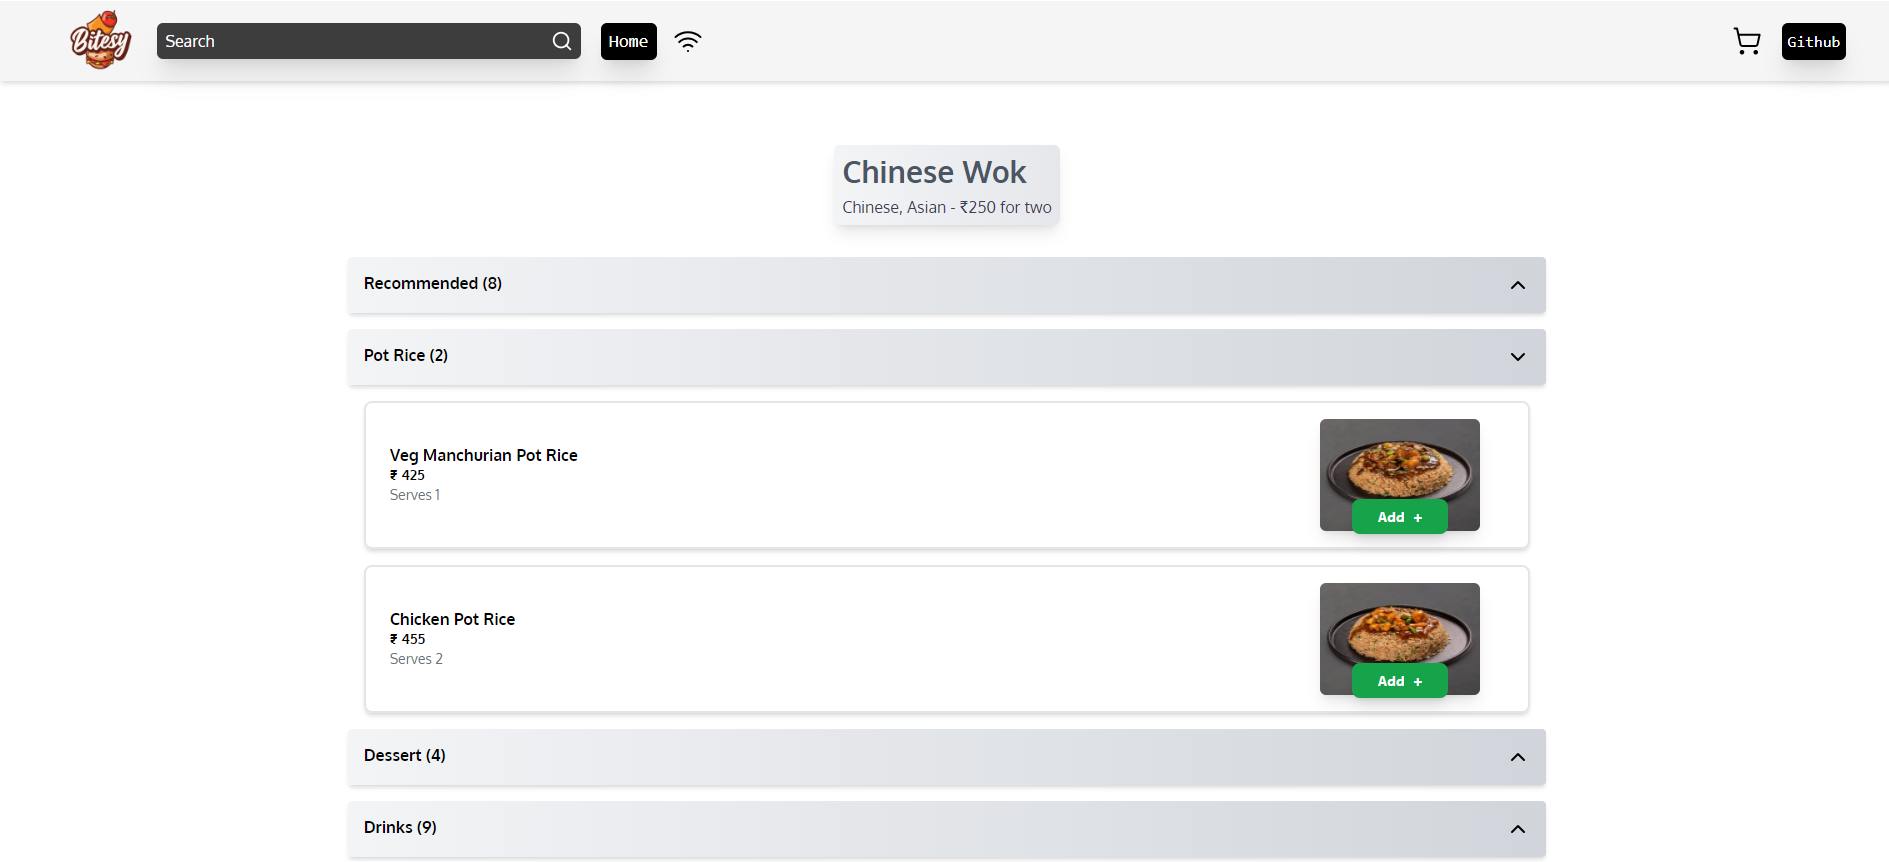 Bitesy
Search
Home
Github
Chinese Wok
Chinese, Asian - ₹250 for two
Recommended (8)
Pot Rice (2)
Veg Manchurian Pot Rice
₹ 425
Serves 1
Add +
Chicken Pot Rice
₹ 455
Serves 2
Add +
Dessert (4)
Drinks (9)